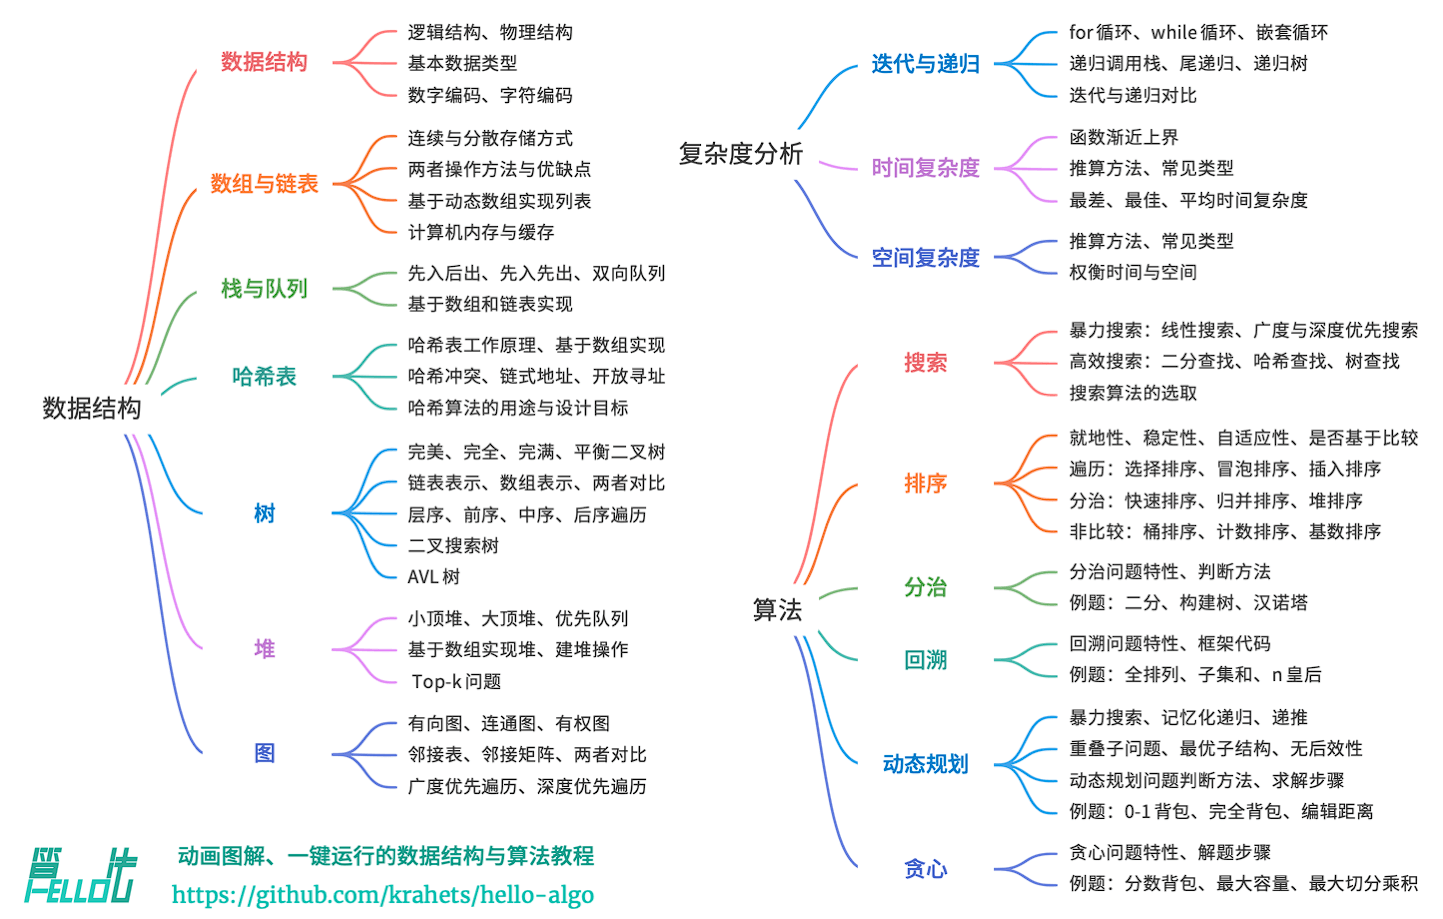 数据结构
数据结构
逻辑结构、物理结构
基本数据类型
数字编码、字符编码
数组与链表
连续与分散存储方式
两者操作方法与优缺点
基于动态数组实现列表
计算机内存与缓存
栈与队列
先入后出、先入先出、双向队列
基于数组和链表实现
哈希表
哈希表工作原理、基于数组实现
哈希冲突、链式地址、开放寻址
哈希算法的用途与设计目标
树
完美、完全、完满、平衡二叉树
链表表示、数组表示、两者对比
层序、前序、中序、后序遍历
二叉搜索树
AVL 树
堆
小顶堆、大顶堆、优先队列
基于数组实现堆、建堆操作
Top-k 问题
图
有向图、连通图、有权图
邻接表、邻接矩阵、两者对比
广度优先遍历、深度优先遍历
复杂度分析
迭代与递归
for 循环、while 循环、嵌套循环
递归调用栈、尾递归、递归树
迭代与递归对比
时间复杂度
函数渐近上界
推算方法、常见类型
最差、最佳、平均时间复杂度
空间复杂度
推算方法、常见类型
权衡时间与空间
算法
搜索
暴力搜索：线性搜索、广度与深度优先搜索
高效搜索：二分查找、哈希查找、树查找
搜索算法的选取
排序
就地性、稳定性、自适应性、是否基于比较
遍历：选择排序、冒泡排序、插入排序
分治：快速排序、归并排序、堆排序
非比较：桶排序、计数排序、基数排序
分治
分治问题特性、判断方法
例题：二分、构建树、汉诺塔
回溯
回溯问题特性、框架代码
例题：全排列、子集和、n 皇后
动态规划
暴力搜索、记忆化递归、递推
重叠子问题、最优子结构、无后效性
动态规划问题判断方法、求解步骤
例题：0-1 背包、完全背包、编辑距离
贪心
贪心问题特性、解题步骤
例题：分数背包、最大容量、最大切分乘积
算法
HELLO
动画图解、一键运行的数据结构与算法教程
https://github.com/krahets/hello-algo